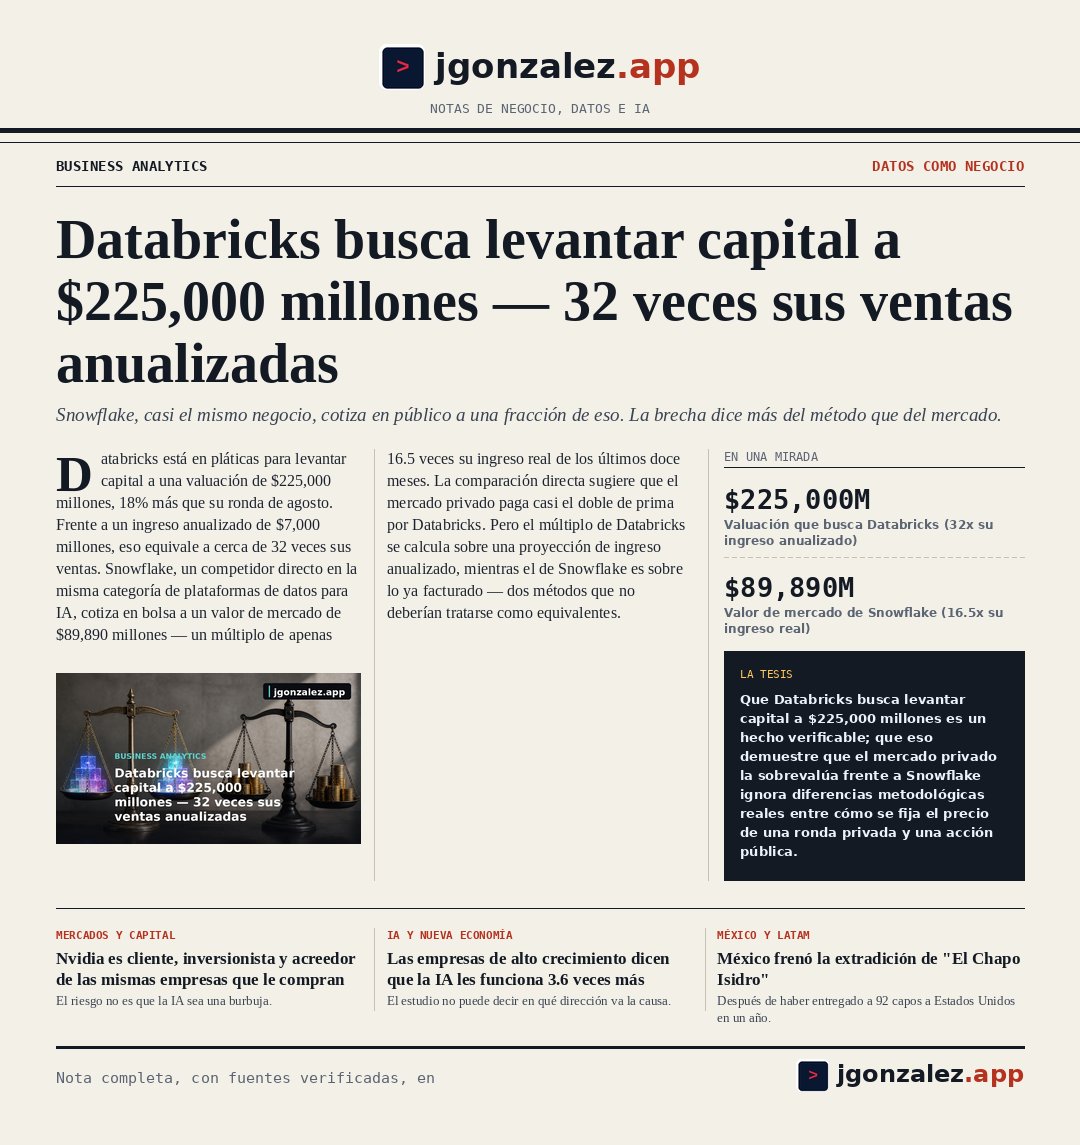 > jgonzalez.app
NOTAS DE NEGOCIO, DATOS E IA
BUSINESS ANALYTICS
DATOS COMO NEGOCIO
Databricks busca levantar capital a
$225,000 millones — 32 veces sus ventas
anualizadas
Snowflake, casi el mismo negocio, cotiza en público a una fracción de eso. La brecha dice más del método que del mercado.
Databricks está en pláticas para levantar
capital a una valuación de $225,000
millones, 18% más que su ronda de agosto.
Frente a un ingreso anualizado de $7,000
millones, eso equivale a cerca de 32 veces sus
ventas. Snowflake, un competidor directo en la
misma categoría de plataformas de datos para
IA, cotiza en bolsa a un valor de mercado de
$89,890 millones — un múltiplo de apenas
jgonzalez.app
BUSINESS ANALYTICS
Databricks busca levantar
capital a $225,000
millones — 32 veces sus
ventas anualizadas
16.5 veces su ingreso real de los últimos doce
meses. La comparación directa sugiere que el
mercado privado paga casi el doble de prima
por Databricks. Pero el múltiplo de Databricks
se calcula sobre una proyección de ingreso
anualizado, mientras el de Snowflake es sobre
lo ya facturado — dos métodos que no
deberían tratarse como equivalentes.
EN UNA MIRADA
$225,000M
Valuación que busca Databricks (32x su
ingreso anualizado)
$89,890M
Valor de mercado de Snowflake (16.5x su
ingreso real)
LA TESIS
Que Databricks busca levantar
capital a $225,000 millones es un
hecho verificable; que eso
demuestre que el mercado privado
la sobrevalúa frente a Snowflake
ignora diferencias metodológicas
reales entre cómo se fija el precio
de una ronda privada y una acción
pública.
MERCADOS Y CAPITAL
Nvidia es cliente, inversionista y acreedor
de las mismas empresas que le compran
El riesgo no es que la IA sea una burbuja.
IA Y NUEVA ECONOMÍA
Las empresas de alto crecimiento dicen
que la IA les funciona 3.6 veces más
El estudio no puede decir en qué dirección va la causa.
MÉXICO Y LATAM
México frenó la extradición de "El Chapo
Isidro"
Después de haber entregado a 92 capos a Estados Unidos
en un año.
Nota completa, con fuentes verificadas, en
> jgonzalez.app